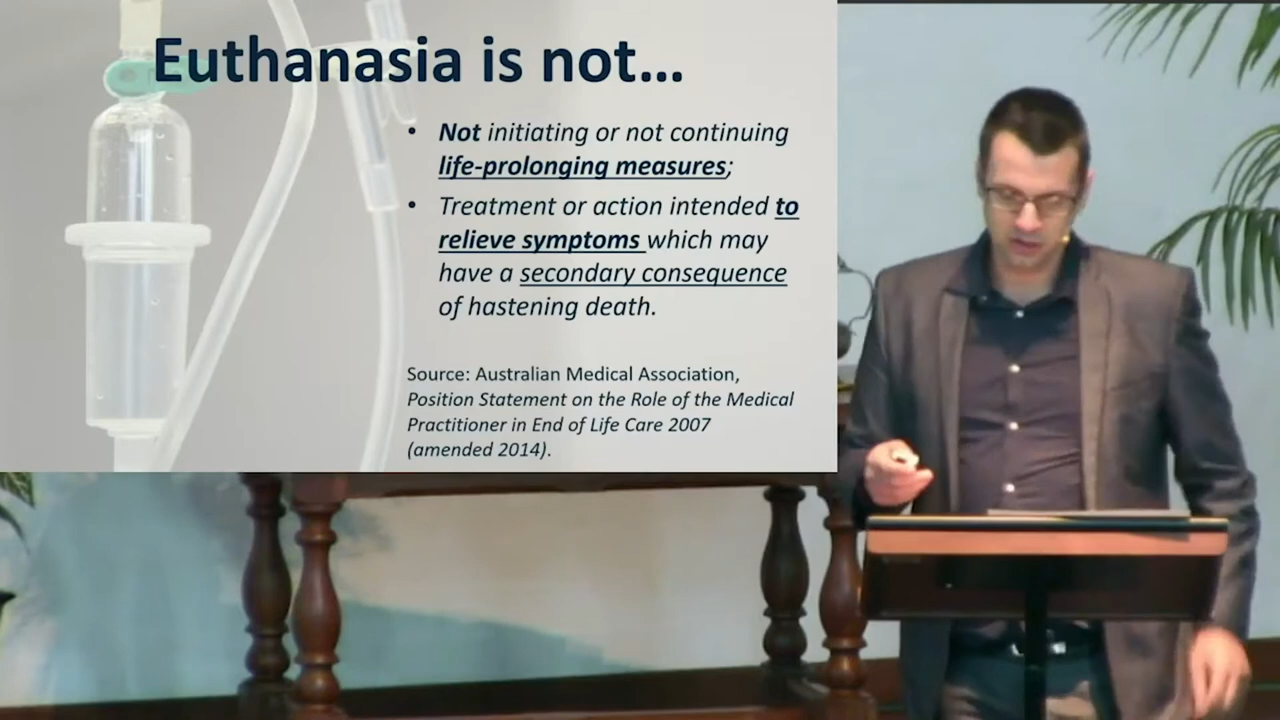 Euthanasia is not…
• Not initiating or not continuing
life-prolonging measures;
• Treatment or action intended to
relieve symptoms which may
have a secondary consequence
of hastening death.
Source: Australian Medical Association,
Position Statement on the Role of the Medical
Practitioner in End of Life Care 2007
(amended 2014).